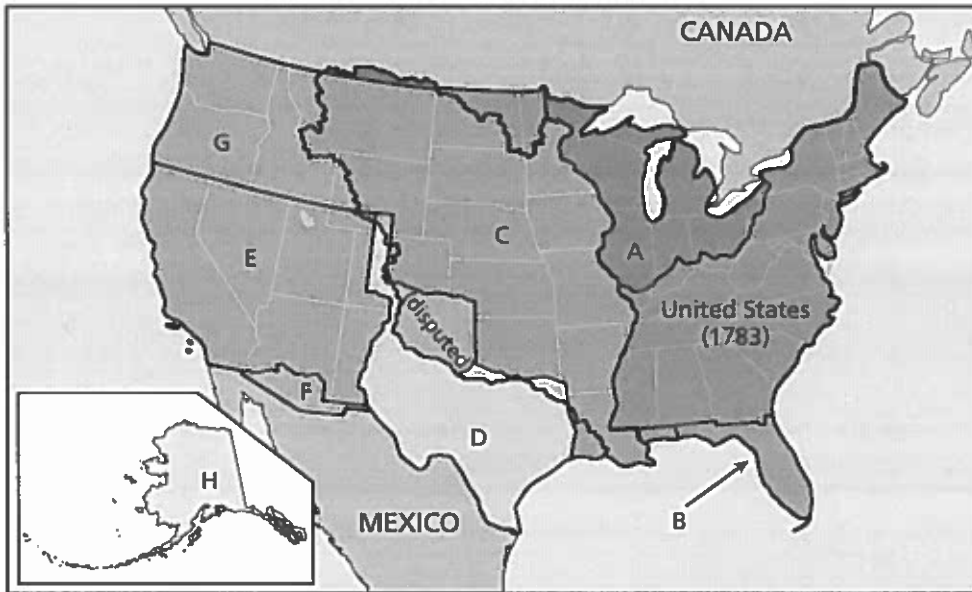 CANADA
G
E
C
A
disputed
United States
(1783)
F
D
H
MEXICO
B